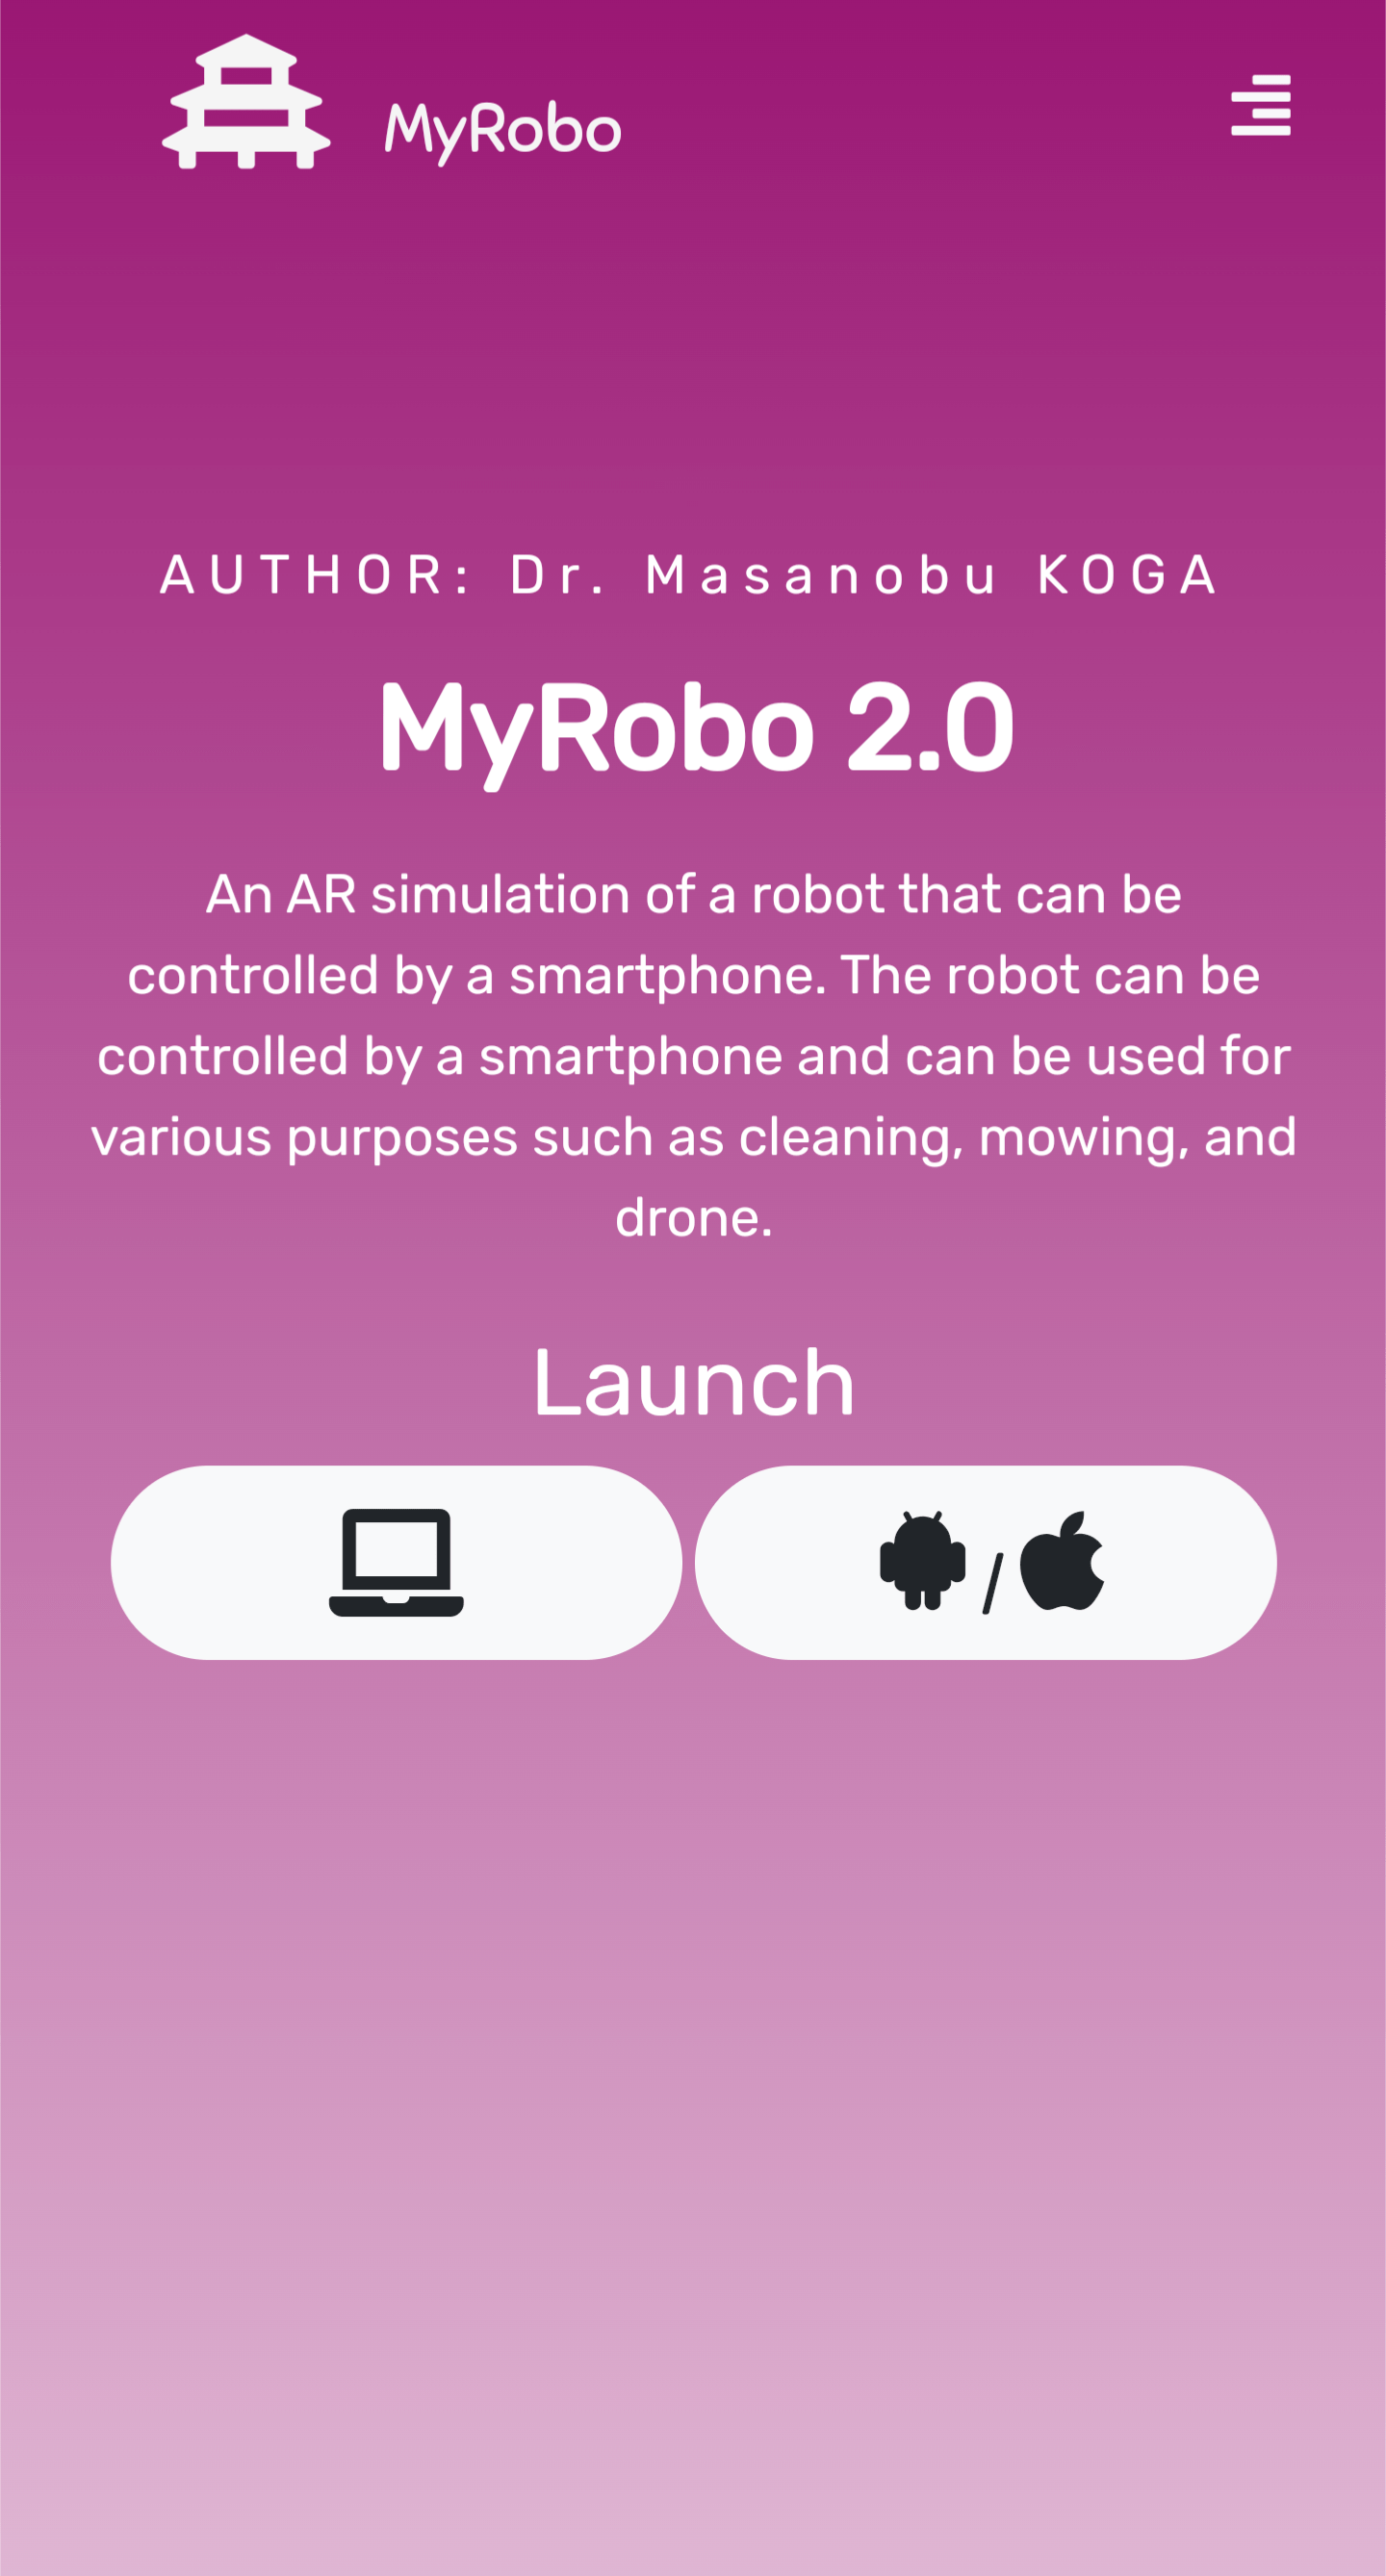 MyRobo
AUTHOR: Dr. Masanobu KOGA
MyRobo 2.0
An AR simulation of a robot that can be
controlled by a smartphone. The robot can be
controlled by a smartphone and can be used for
various purposes such as cleaning, mowing, and
drone.
Launch
/